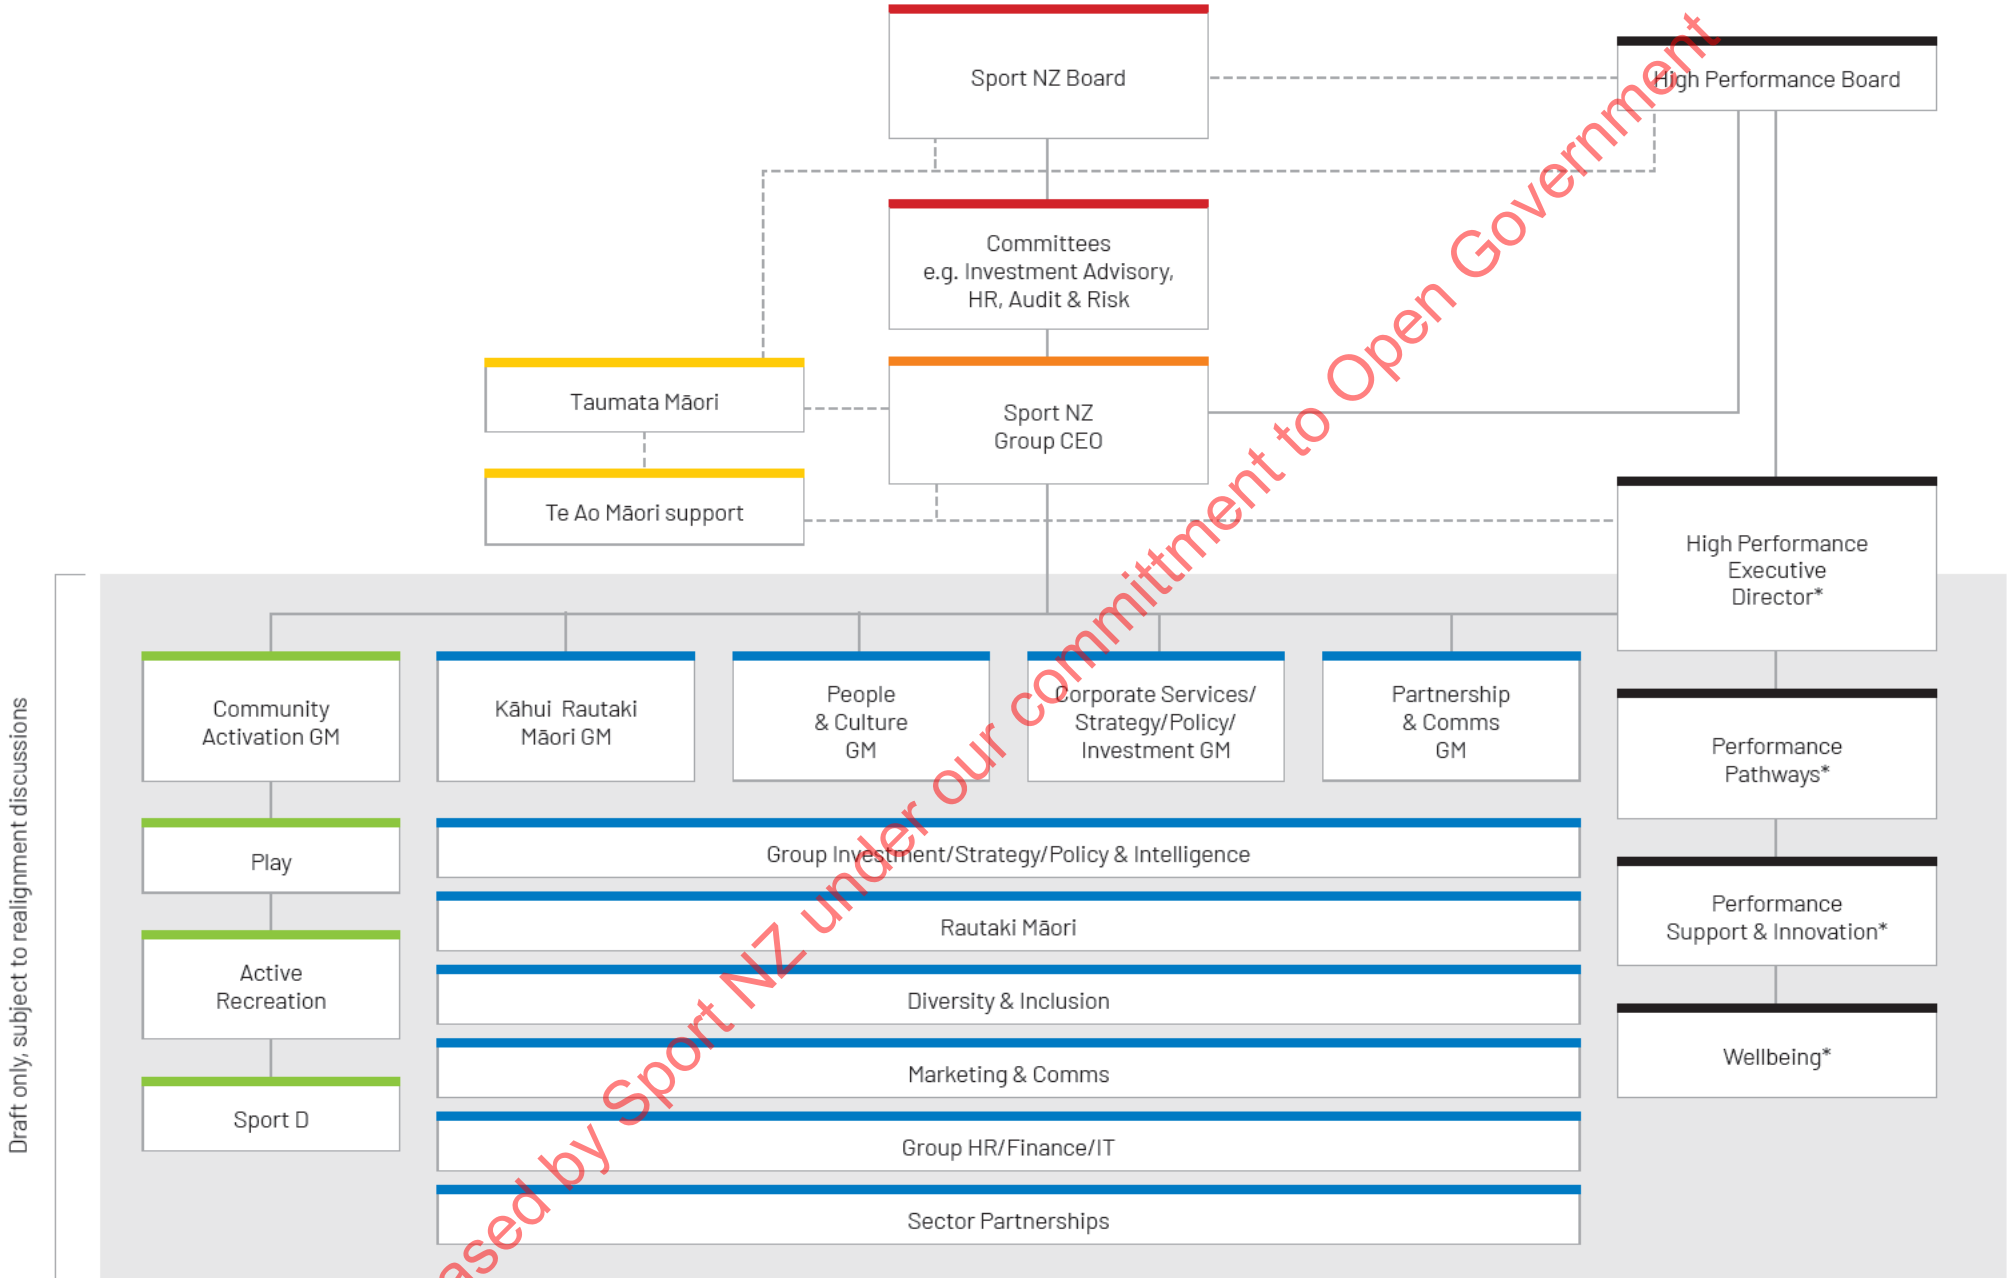 Sport NZ Board
High Performance Board
Committees
e.g. Investment Advisory,
HR, Audit & Risk
Taumata Māori
Sport NZ
Group CEO
Te Ao Māori support
High Performance
Executive
Director*
Draft only, subject to realignment discussions
Community
Activation GM
Kāhui Rautaki
Māori GM
People
& Culture
GM
Corporate Services/
Strategy/Policy/
Investment GM
Partnership
& Comms
GM
Performance
Pathways*
Play
Group Investment/Strategy/Policy & Intelligence
Performance
Support & Innovation*
Rautaki Māori
Active
Recreation
Diversity & Inclusion
Wellbeing*
Marketing & Comms
Sport D
Group HR/Finance/IT
Sector Partnerships
ased by Sport NZ under our committment to Open Government